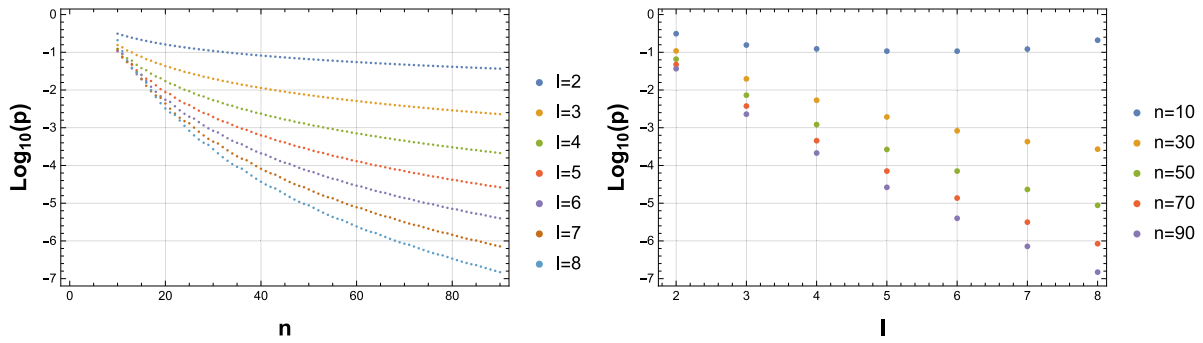 0
-1
-2
-3
-4
-5
-6
-7
Log10(p)
0 20 40 60 80
n
l=2
l=3
l=4
l=5
l=6
l=7
l=8
0
-1
-2
-3
-4
-5
-6
-7
Log10(p)
2 3 4 5 6 7 8
l
n=10
n=30
n=50
n=70
n=90